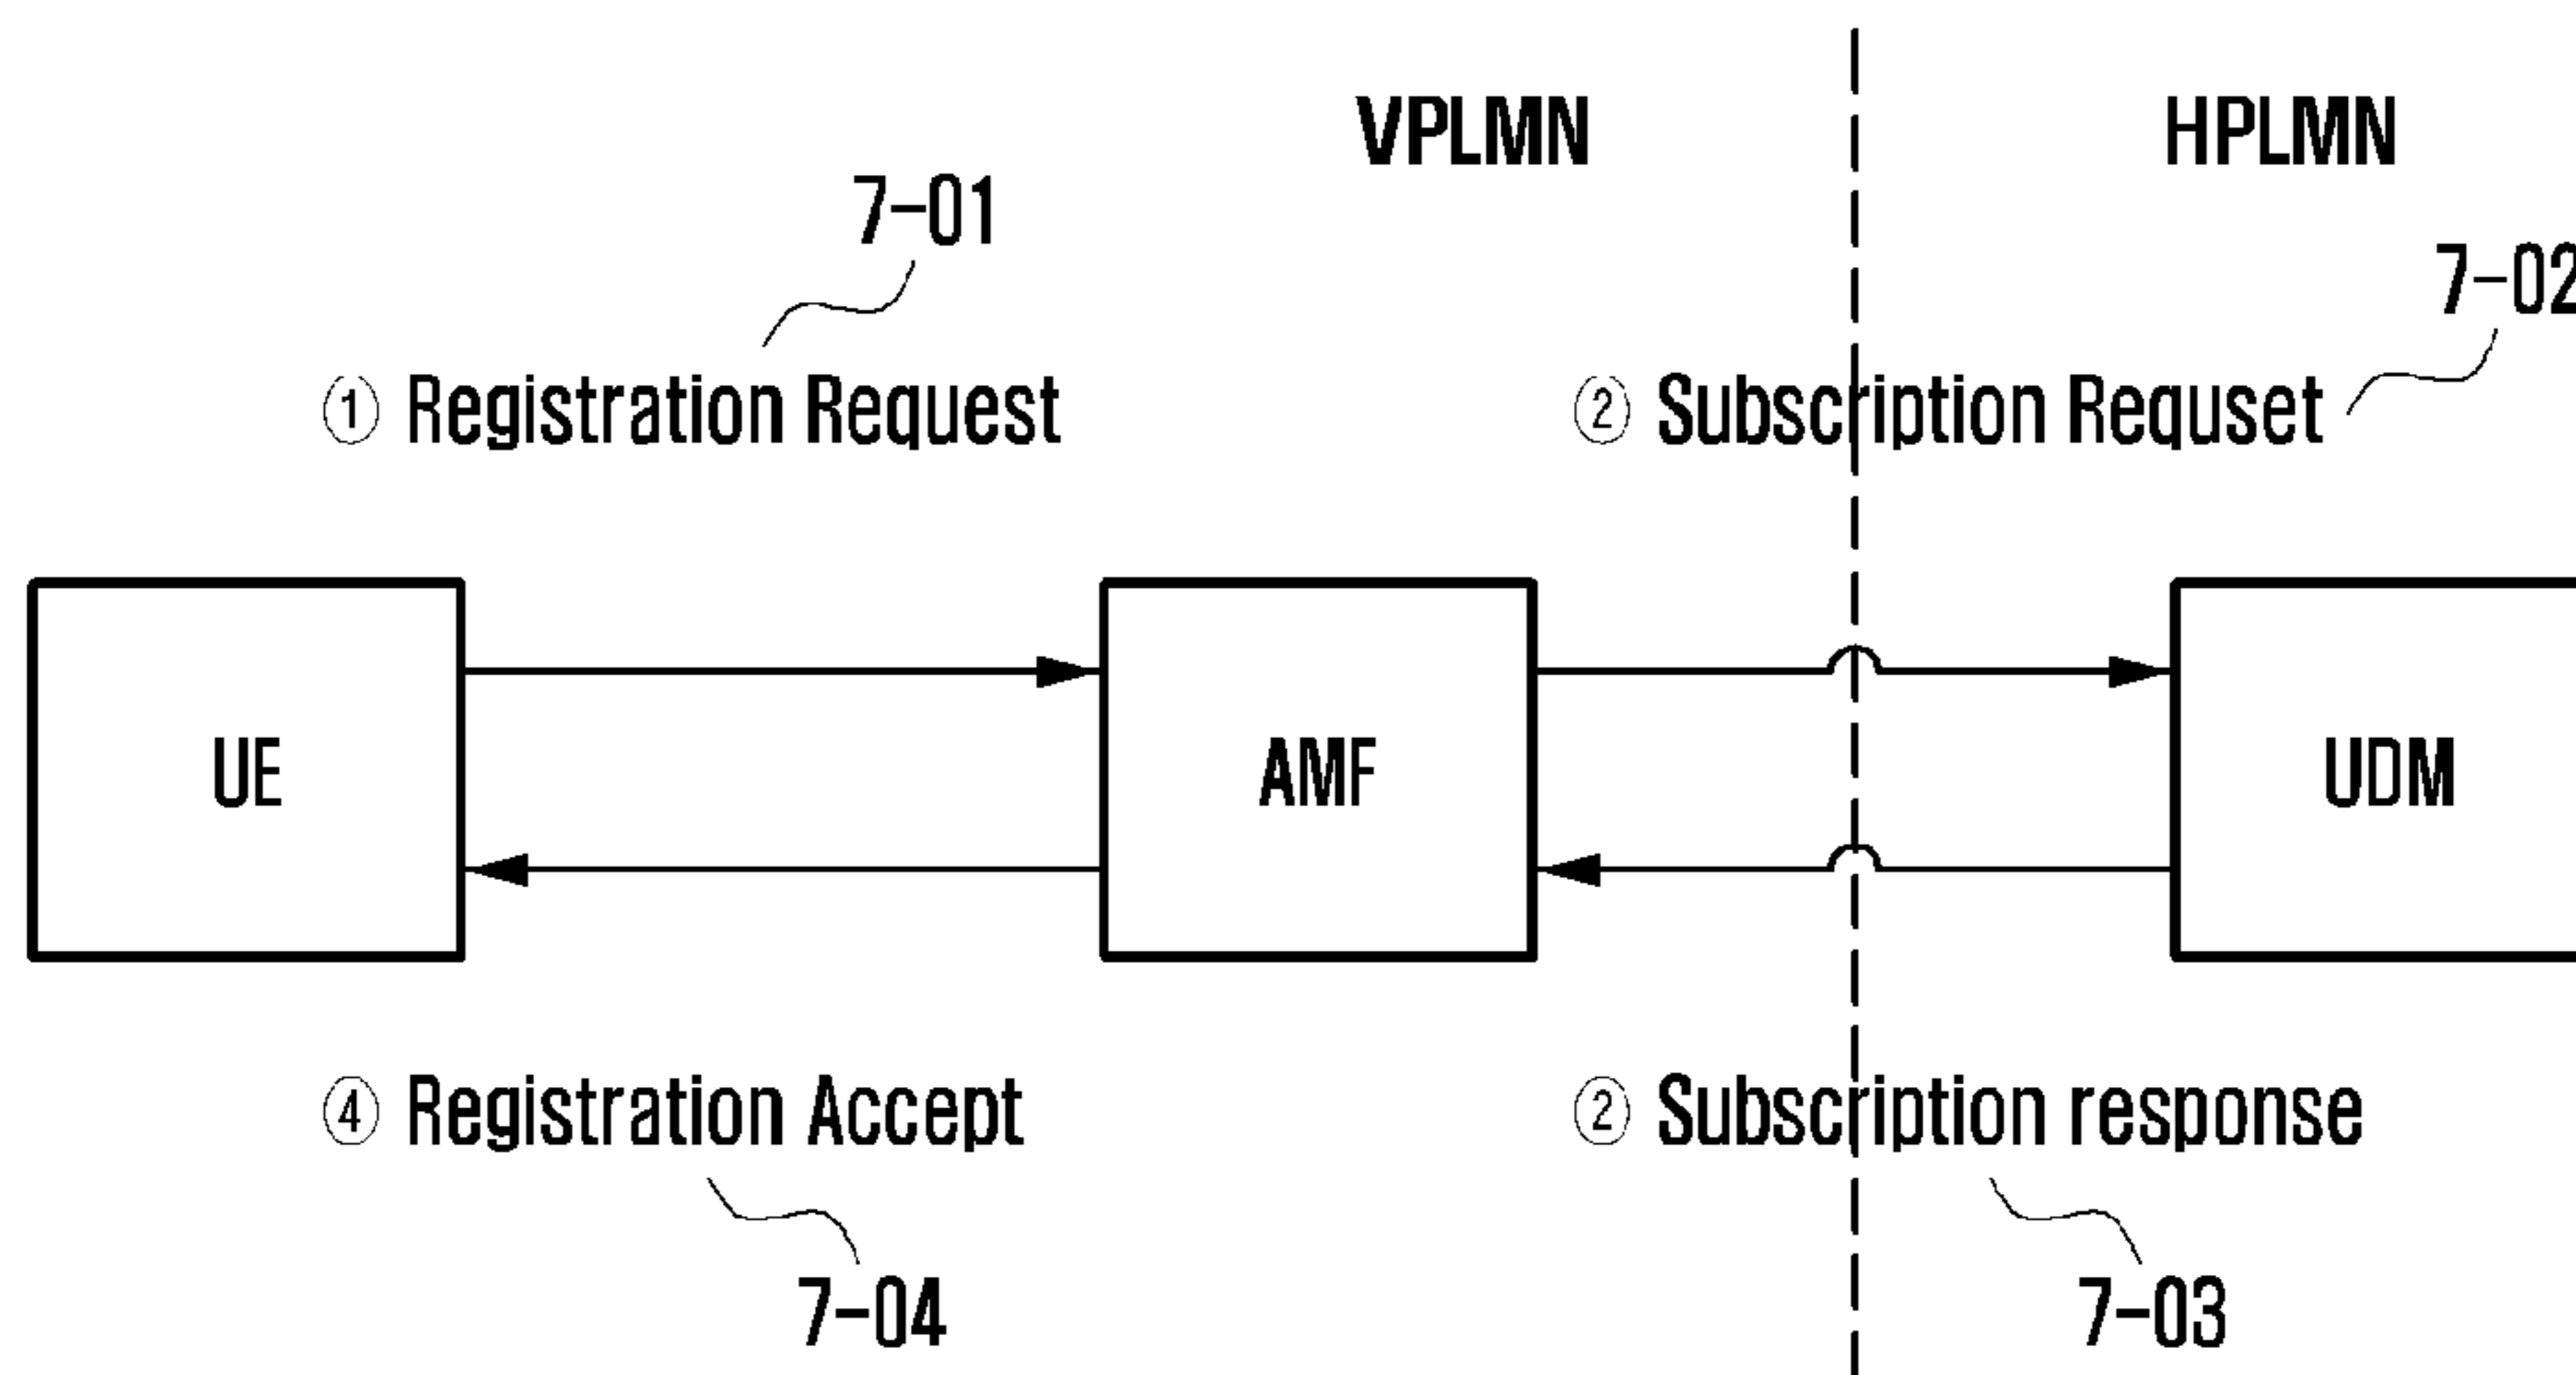 VPLMN HPLMN
7-01
7-02
① Registration Request ② Subscription Requset
UE AMF UDM
④ Registration Accept ② Subscription response
7-04 7-03